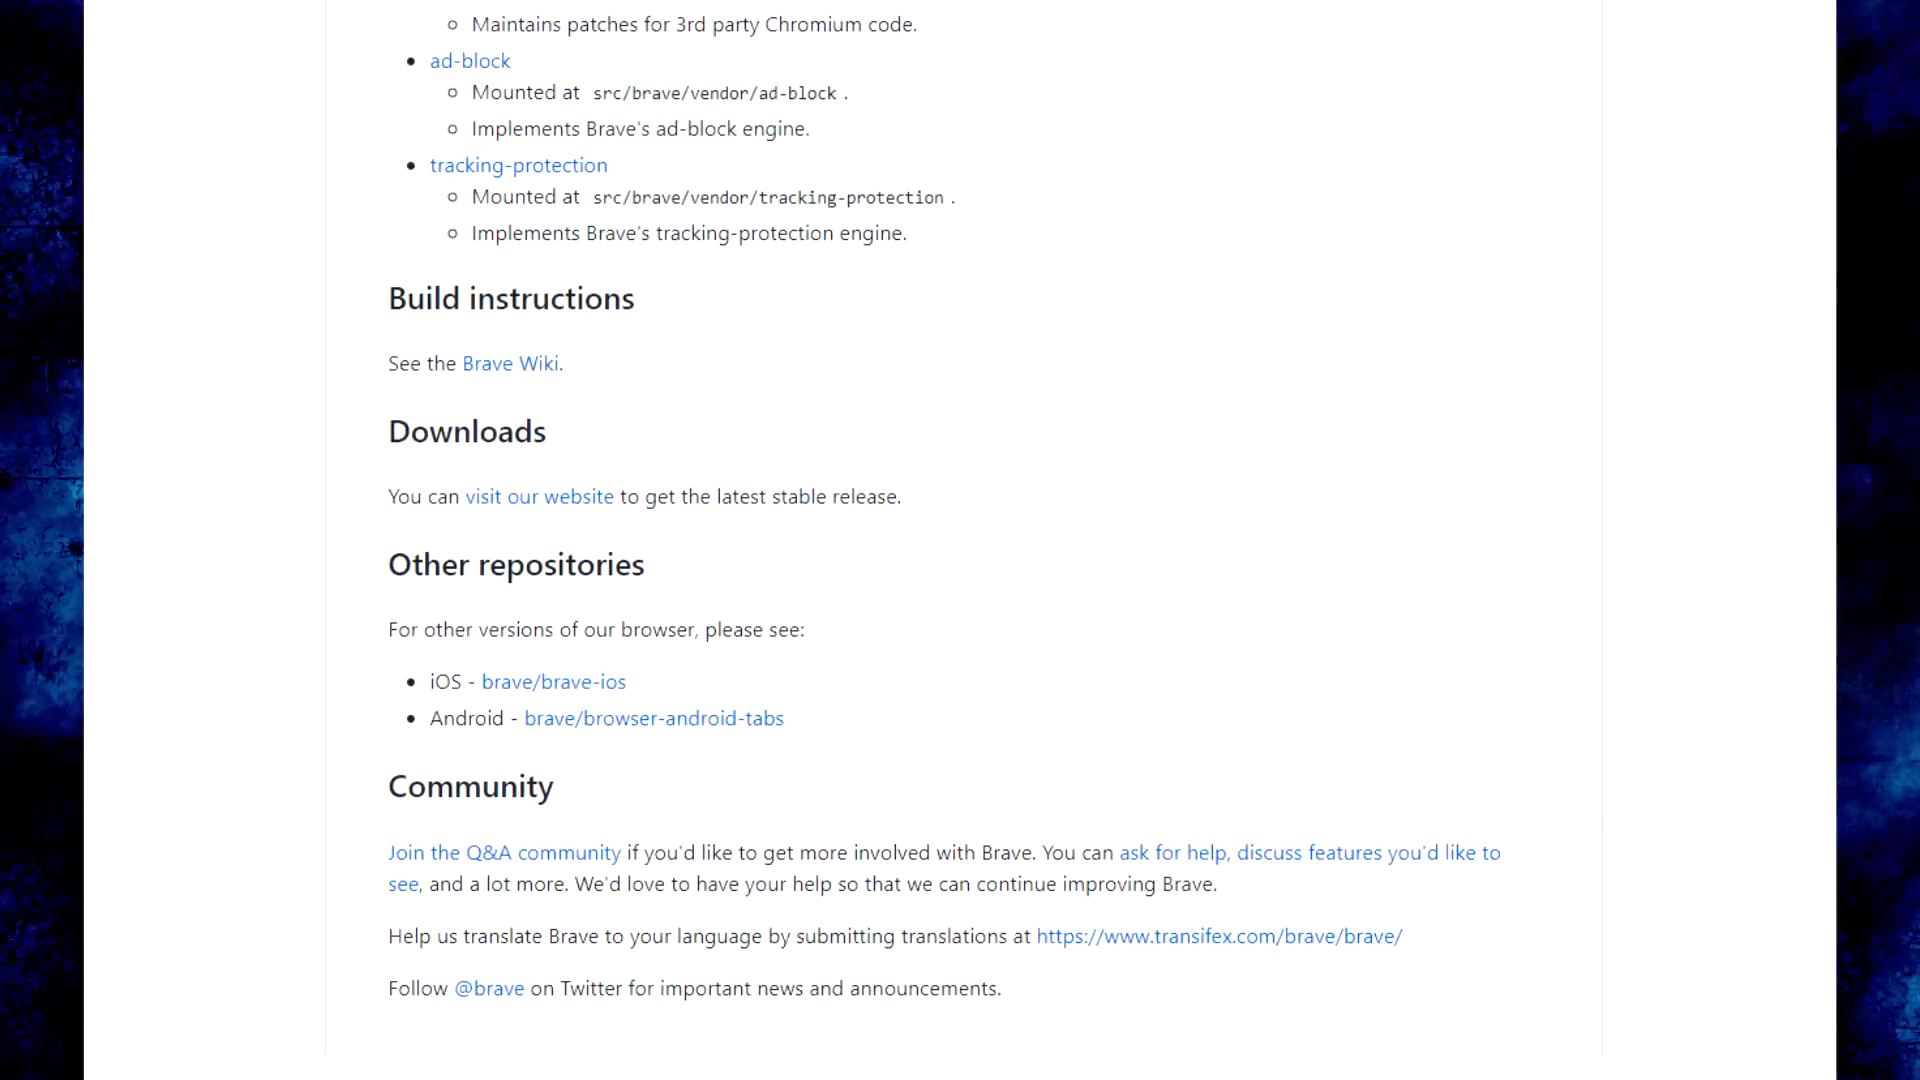 Maintains patches for 3rd party Chromium code.
ad-block
Mounted at src/brave/vendor/ad-block .
Implements Brave's ad-block engine.
tracking-protection
Mounted at src/brave/vendor/tracking-protection .
Implements Brave's tracking-protection engine.
Build instructions
See the Brave Wiki.
Downloads
You can visit our website to get the latest stable release.
Other repositories
For other versions of our browser, please see:
iOS - brave/brave-ios
Android - brave/browser-android-tabs
Community
Join the Q&A community if you'd like to get more involved with Brave. You can ask for help, discuss features you'd like to
see, and a lot more. We'd love to have your help so that we can continue improving Brave.
Help us translate Brave to your language by submitting translations at https://www.transifex.com/brave/brave/
Follow @brave on Twitter for important news and announcements.